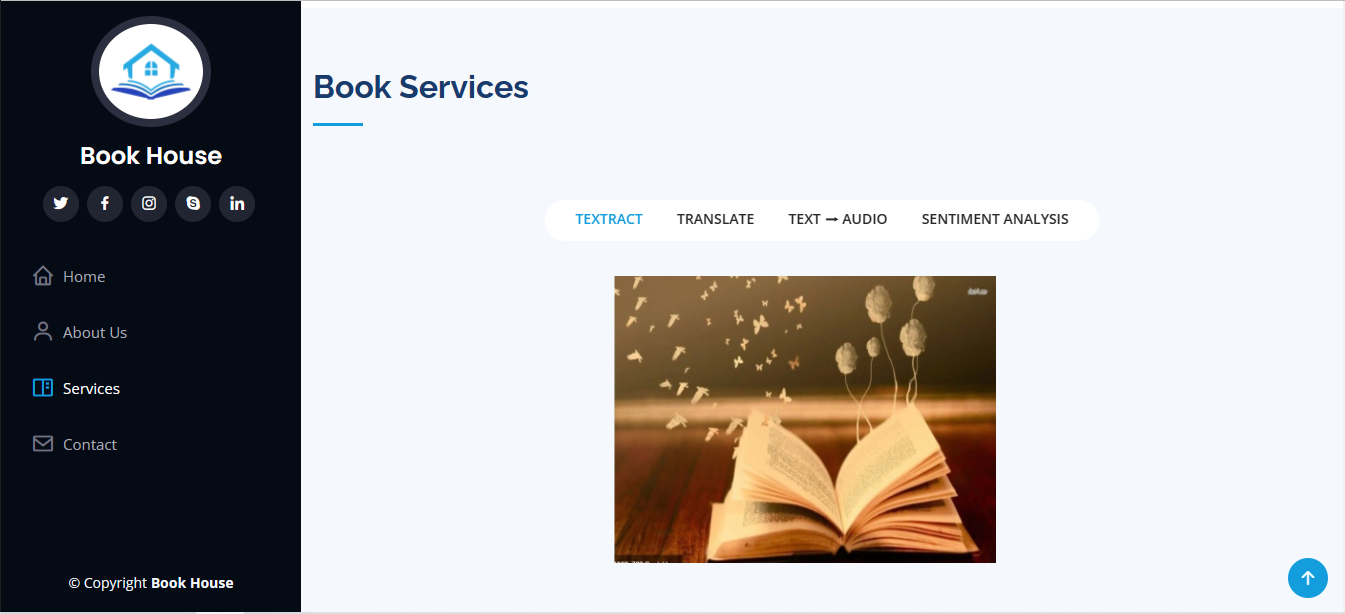 Book House
Home
About Us
Services
Contact
© Copyright Book House
Book Services
TEXTRACT TRANSLATE TEXT ➞ AUDIO SENTIMENT ANALYSIS